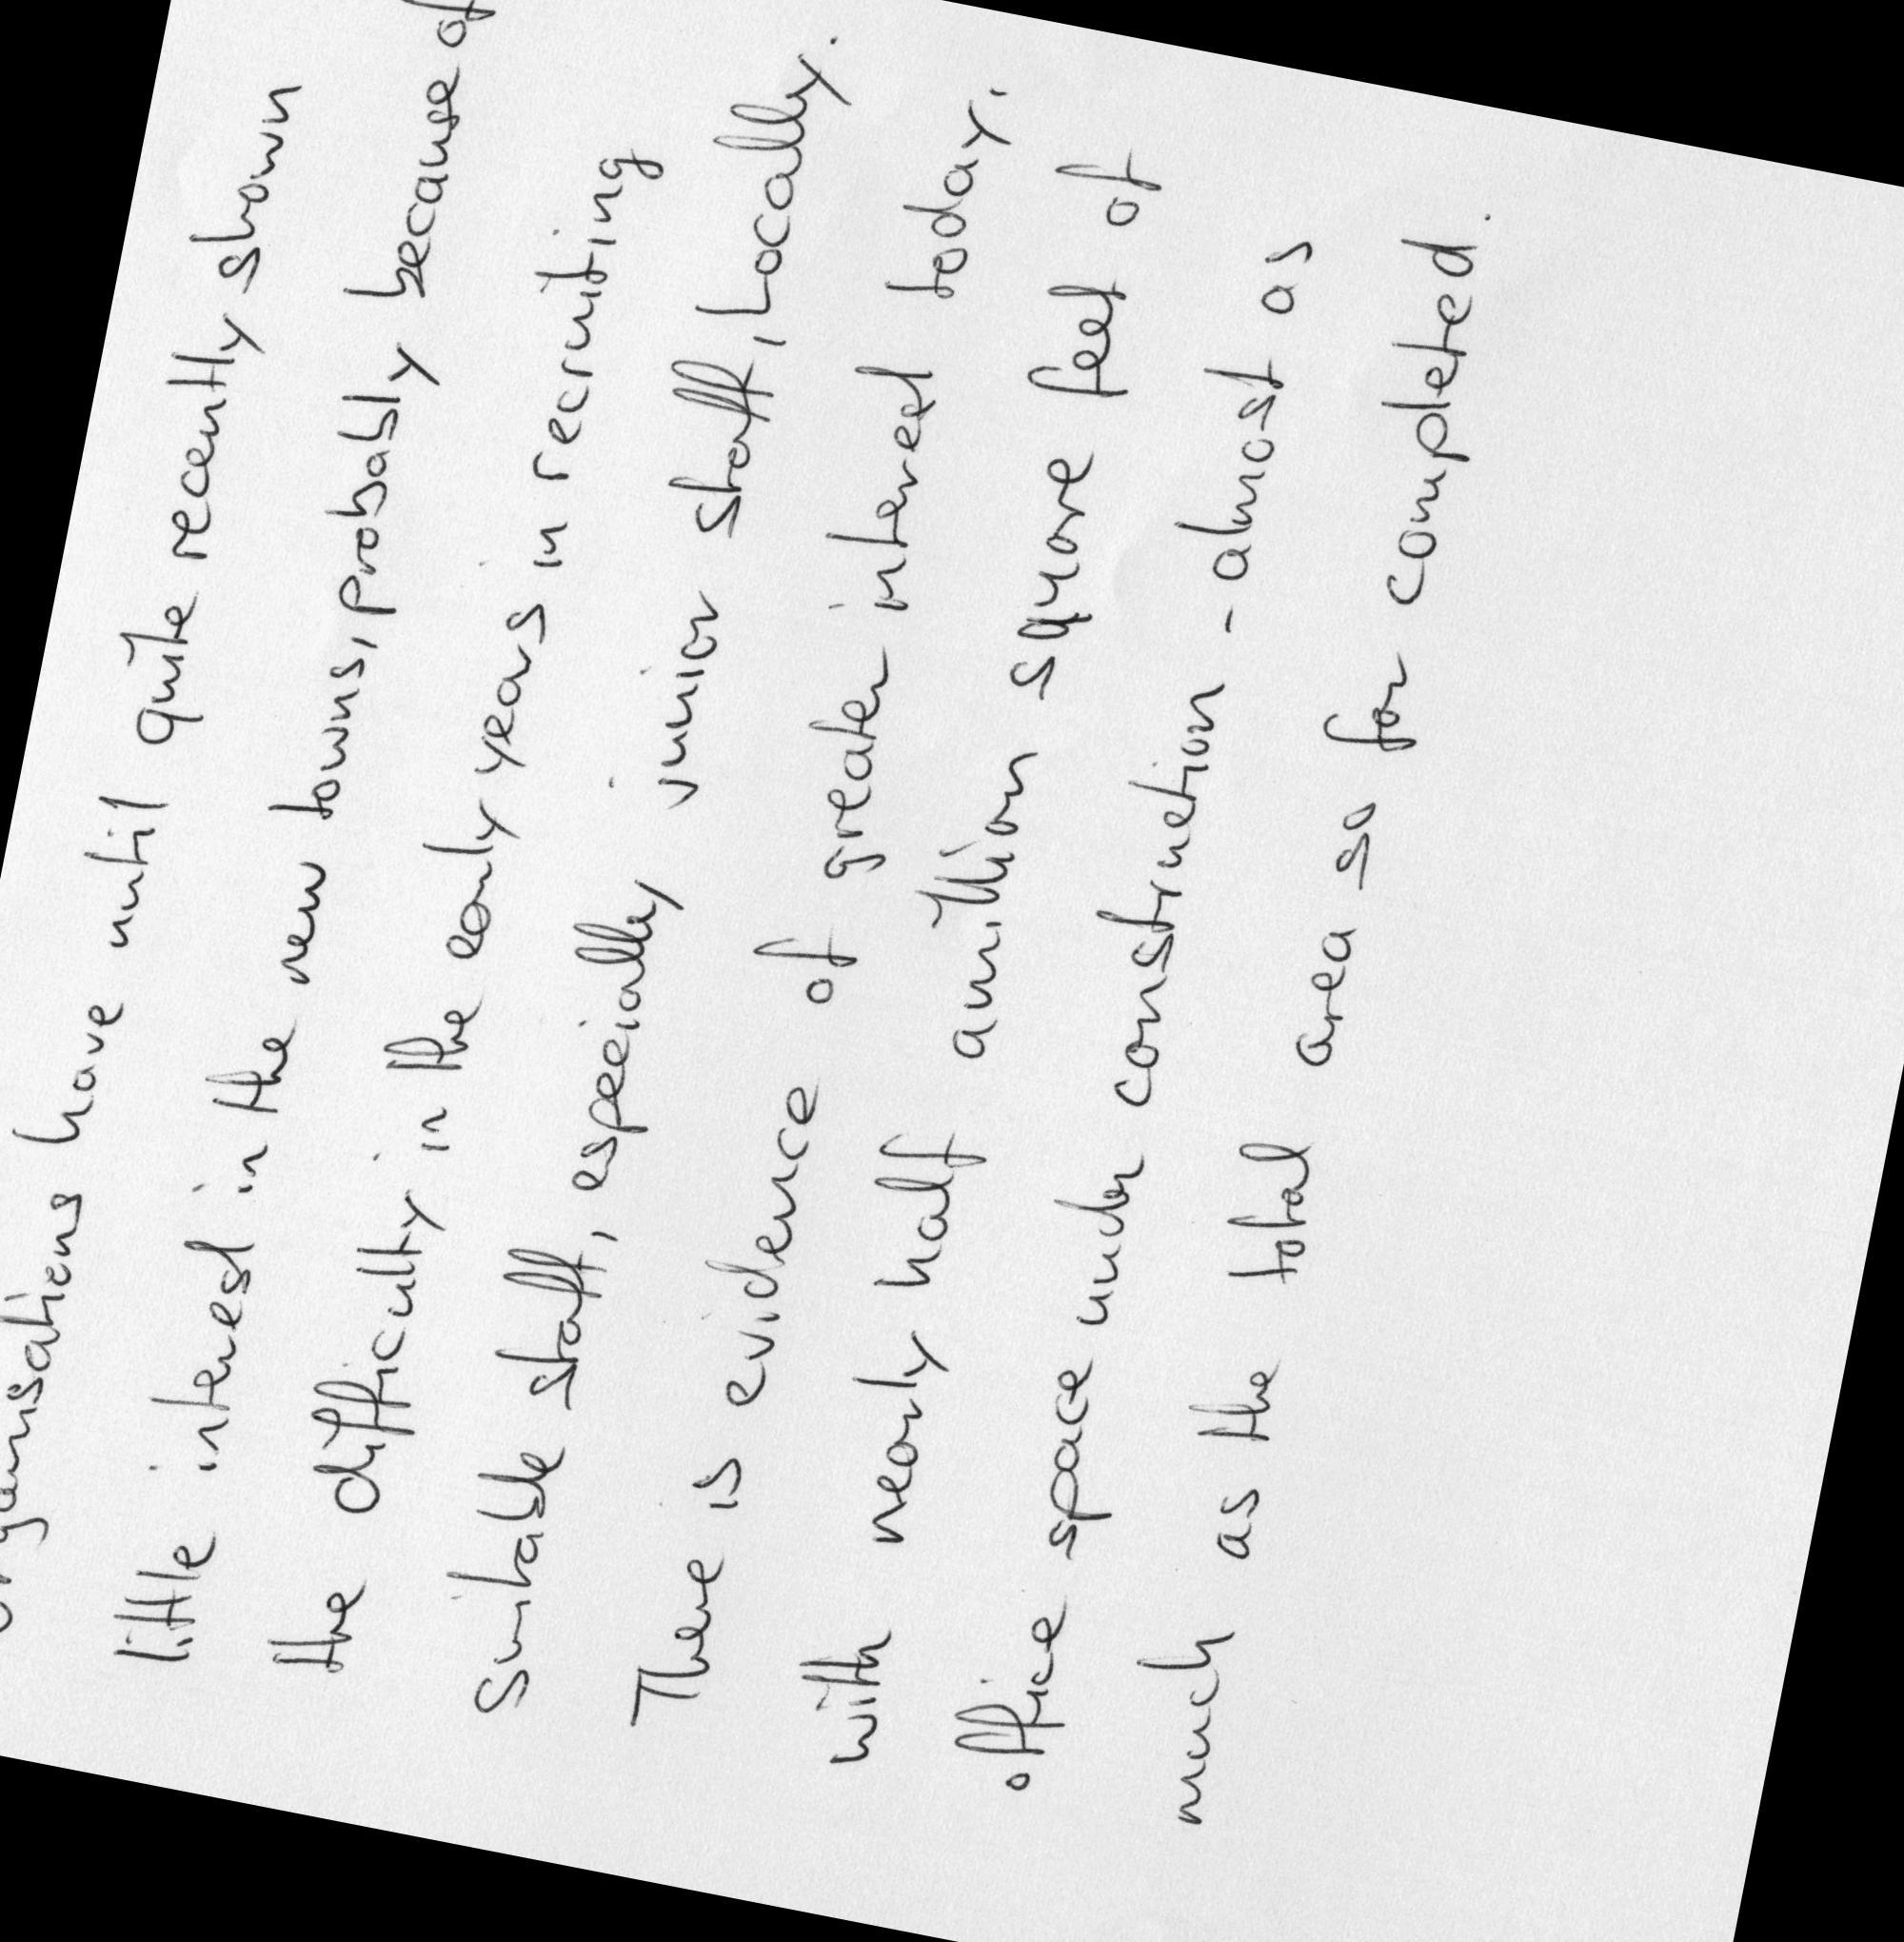 organisations have until quite recently shown
little interest in the new towns, probably because of
the difficulty in the early years in recruiting
suitable staff, especially junior staff, locally.
There is evidence of greater interest today.
with nearly half a million square feet of
office space under construction - almost as
much as the total area so far completed.